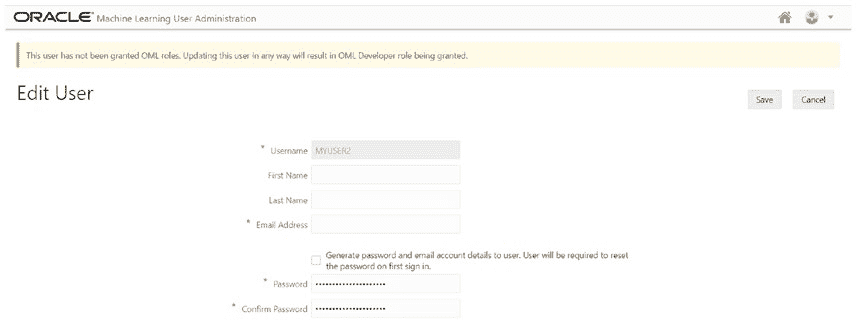 ORACLE® Machine Learning User Administration
This user has not been granted OML roles. Updating this user in any way will result in OML Developer role being granted.
Edit User
Save Cancel
* Username MYUSER2
First Name
Last Name
* Email Address
Generate password and email account details to user. User will be required to reset
the password on first sign in.
* Password ••••••••••••••••••••
* Confirm Password ••••••••••••••••••••